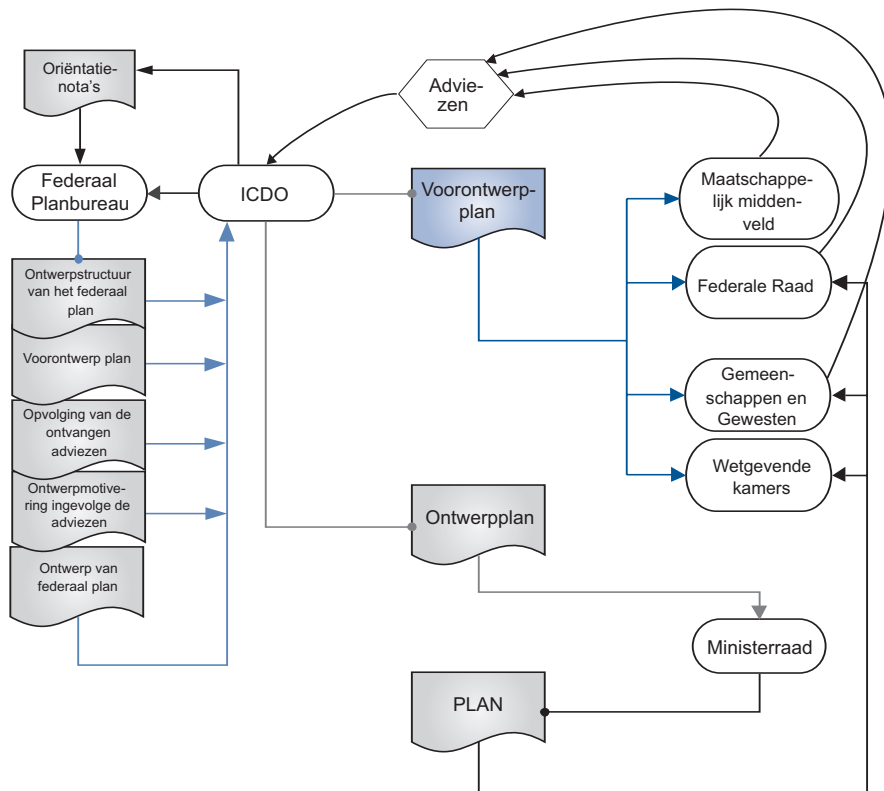 Oriëntatie-
nota's
Advie-
zen
Federaal
Planbureau
ICDO
Voorontwerp-
plan
Maatschappe-
lijk midden-
veld
Ontwerpstructuur
van het federaal
plan
Federale Raad
Voorontwerp plan
Gemeen-
schappen en
Gewesten
Opvolging van de
ontvangen
adviezen
Wetgevende
kamers
Ontwerpmotive-
ring ingevolge de
adviezen
Ontwerpplan
Ontwerp van
federaal plan
Ministerraad
PLAN